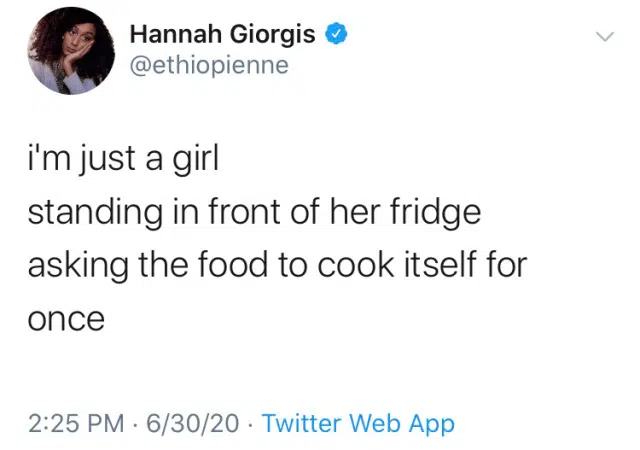 Hannah Giorgis
@ethiopienne
i'm just a girl
standing in front of her fridge
asking the food to cook itself for
once
2:25 PM · 6/30/20 · Twitter Web App